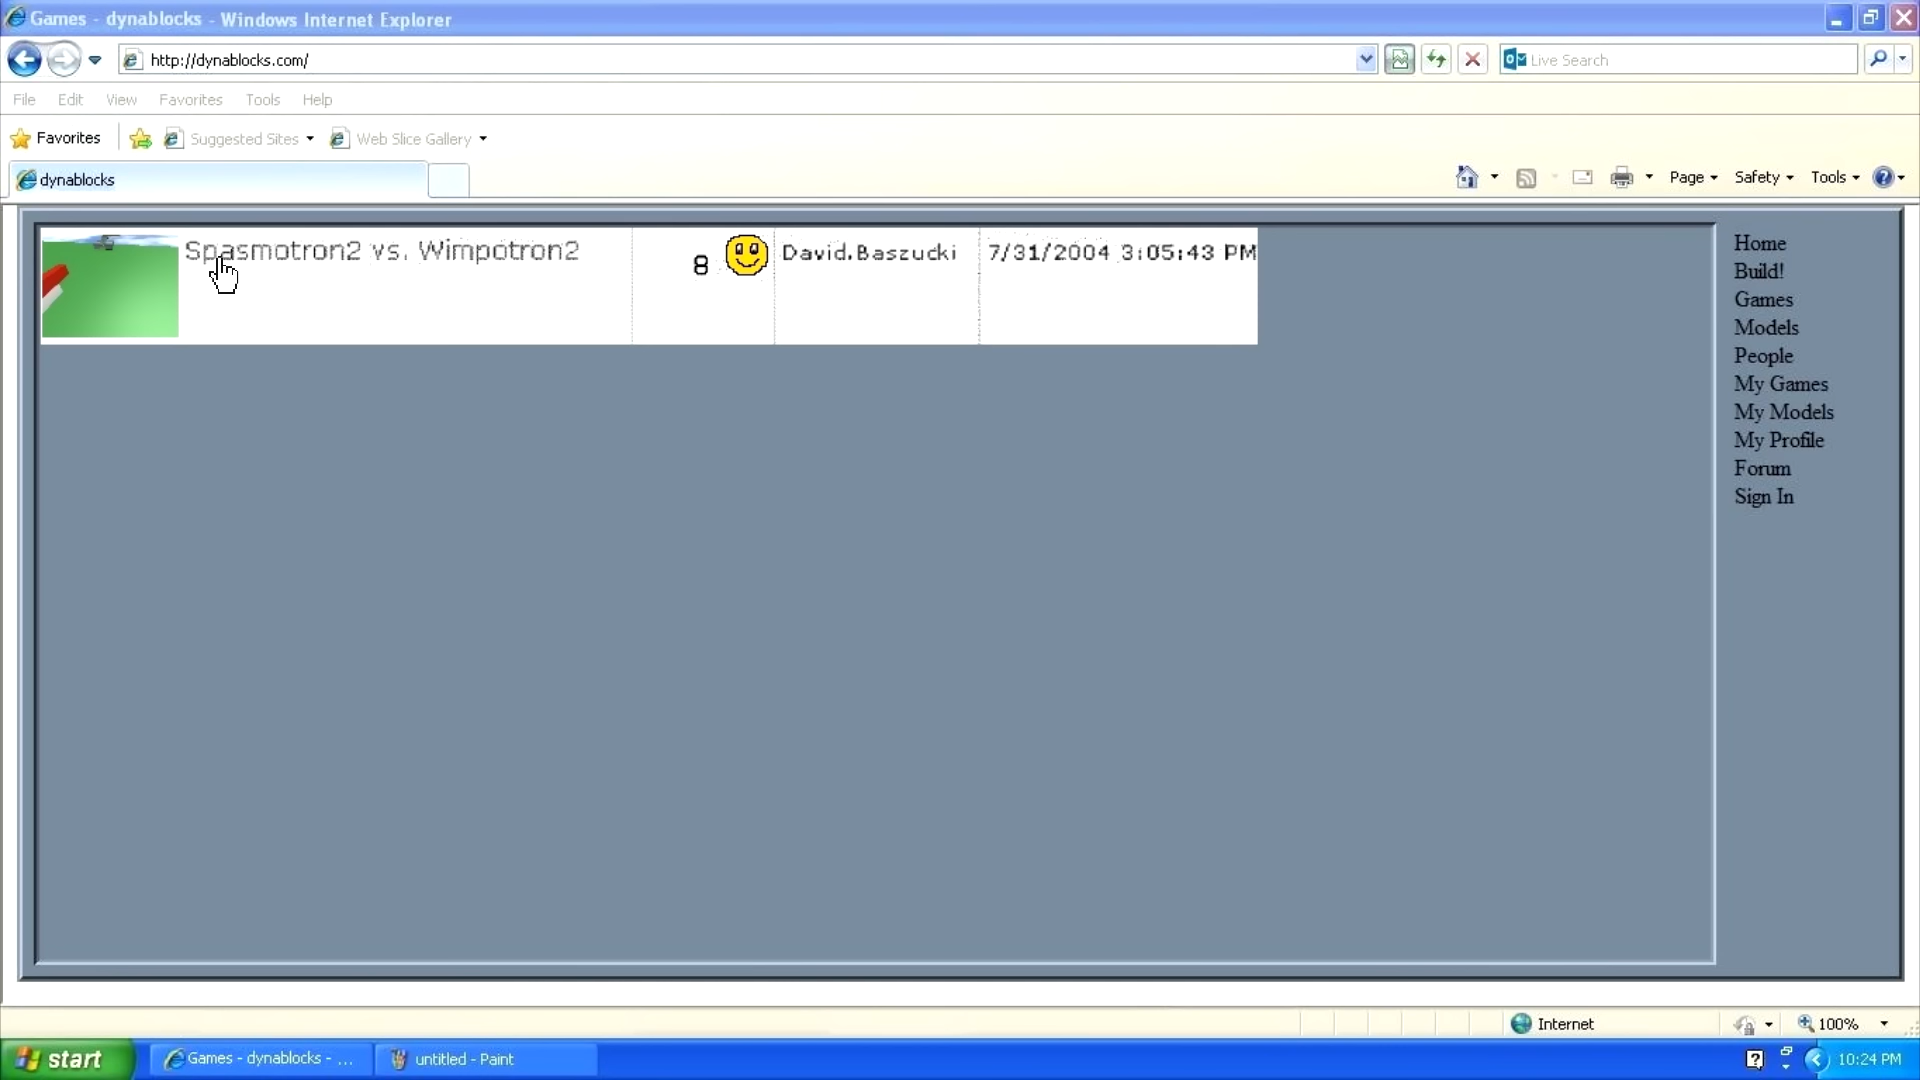 Games - dynablocks - Windows Internet Explorer
http://dynablocks.com/
Live Search
File Edit View Favorites Tools Help
Favorites Suggested Sites Web Slice Gallery
dynablocks
Page Safety Tools
Spasmotron2 vs. Wimpotron2 8 David.Baszucki 7/31/2004 3:05:43 PM
Home
Build!
Games
Models
People
My Games
My Models
My Profile
Forum
Sign In
Internet 100%
start Games - dynablocks - ... untitled - Paint 10:24 PM